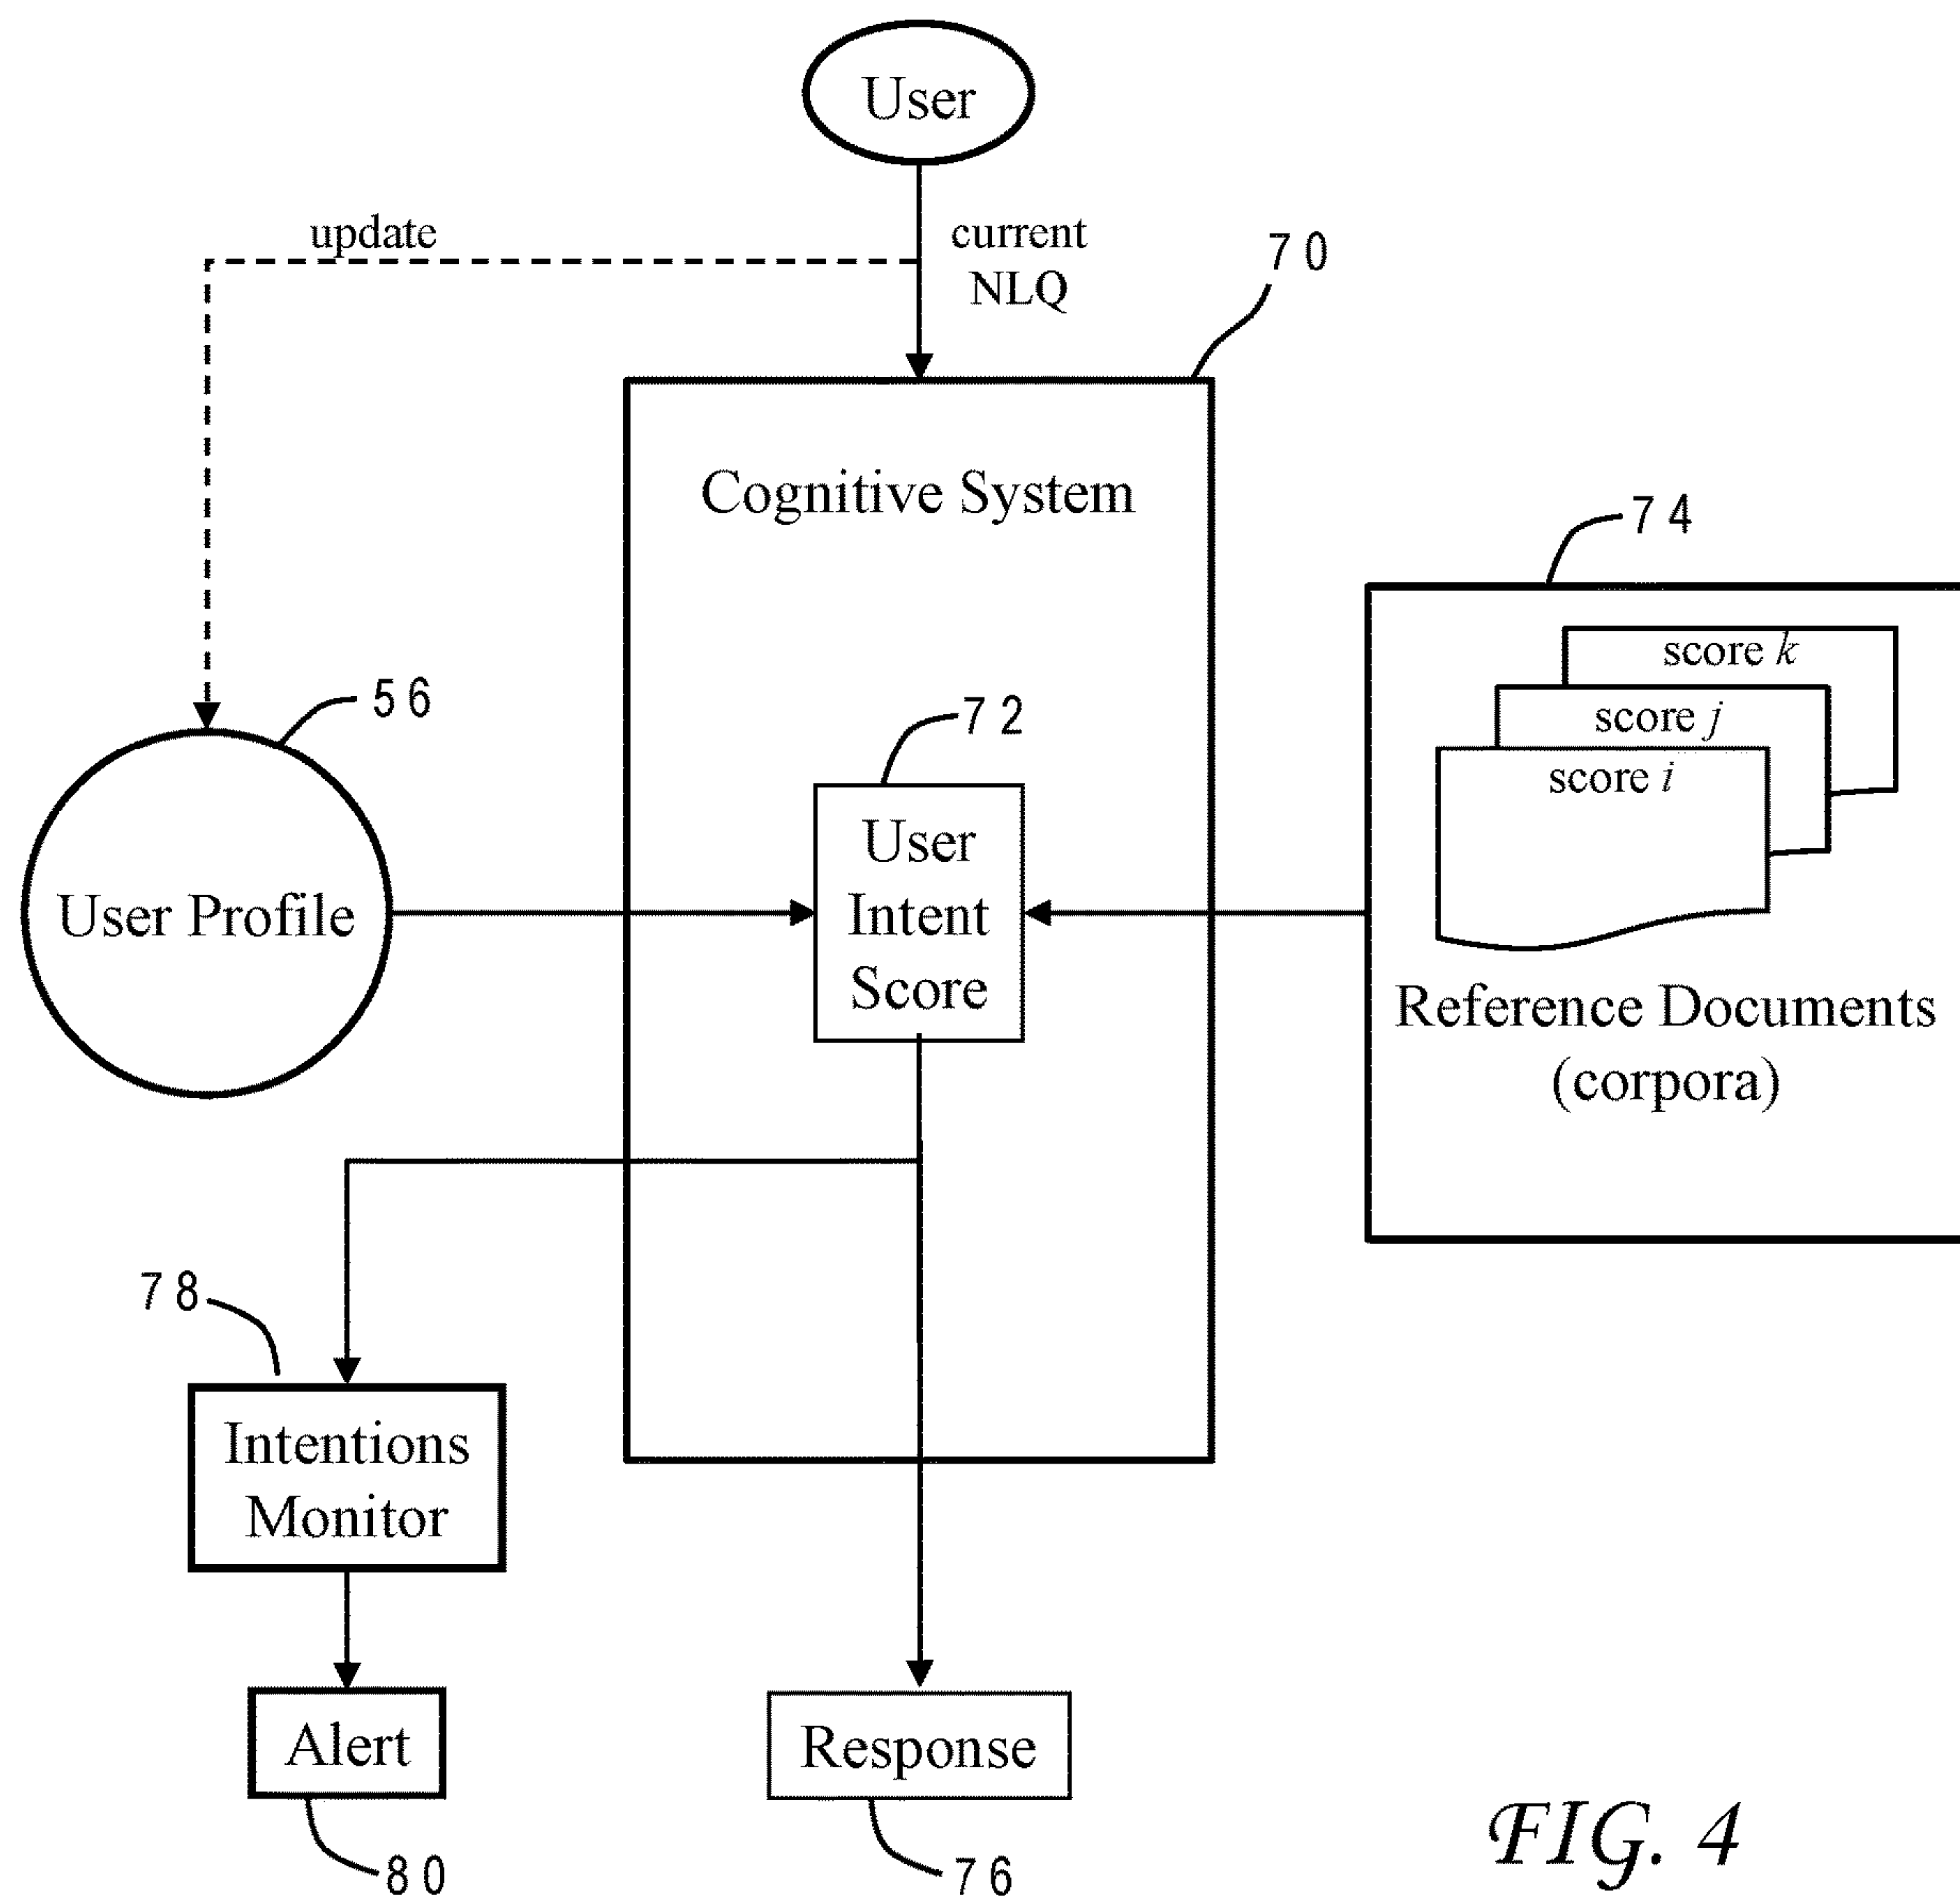 User
update
current
NLQ
70
Cognitive System
74
score k
score j
score i
56
72
User
Intent
Score
User Profile
Reference Documents
(corpora)
78
Intentions
Monitor
Alert
Response
80
76
FIG. 4